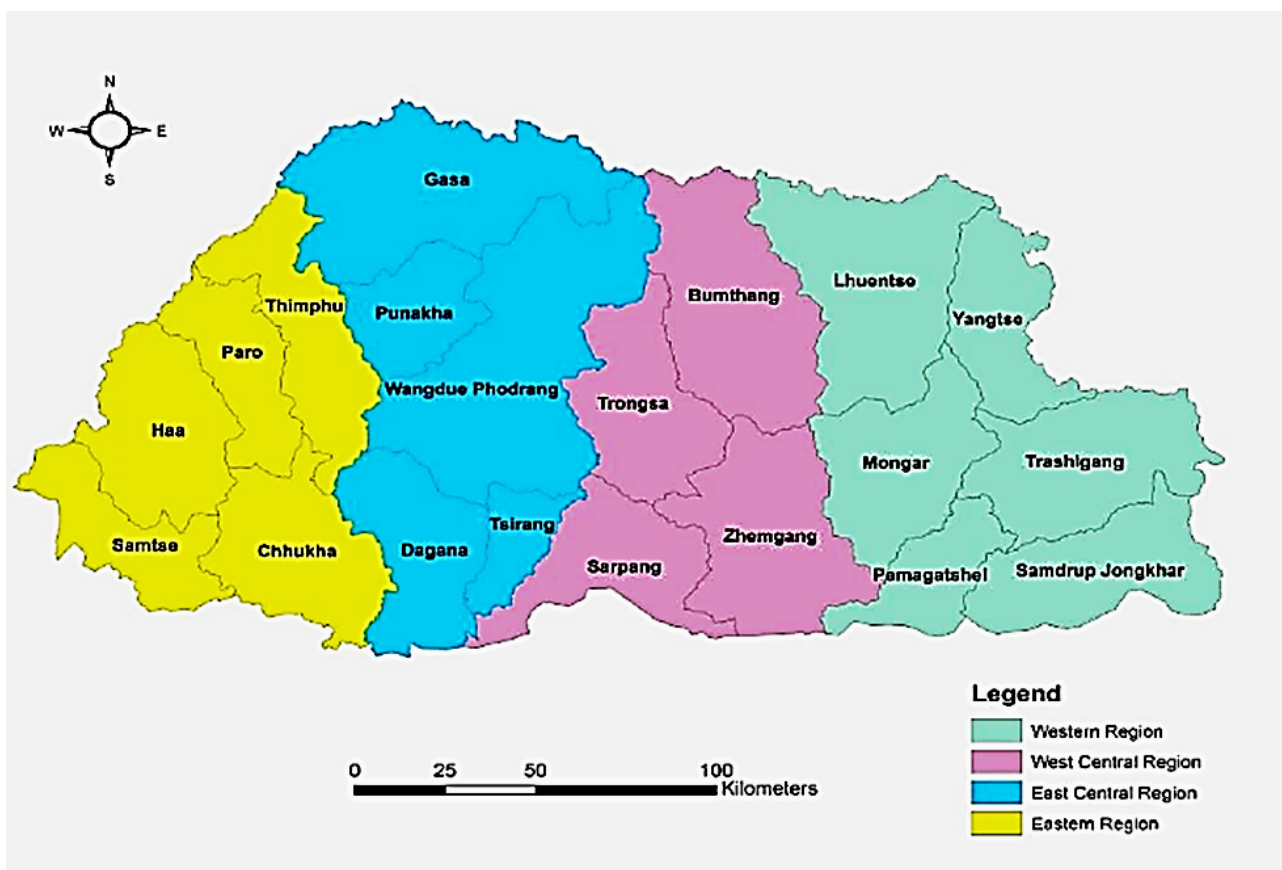 N
W E
S
Gasa
Thimphu
Punakha
Bumthang
Lhuentse
Yangtse
Paro
Wangdue Phodrang
Trongsa
Haa
Mongar
Trashigang
Samtse
Chhukha
Dagana
Tsirang
Sarpang
Zhemgang
Pamagatshel
Samdrup Jongkhar
Legend
Western Region
West Central Region
East Central Region
Eastern Region
0 25 50 100
Kilometers